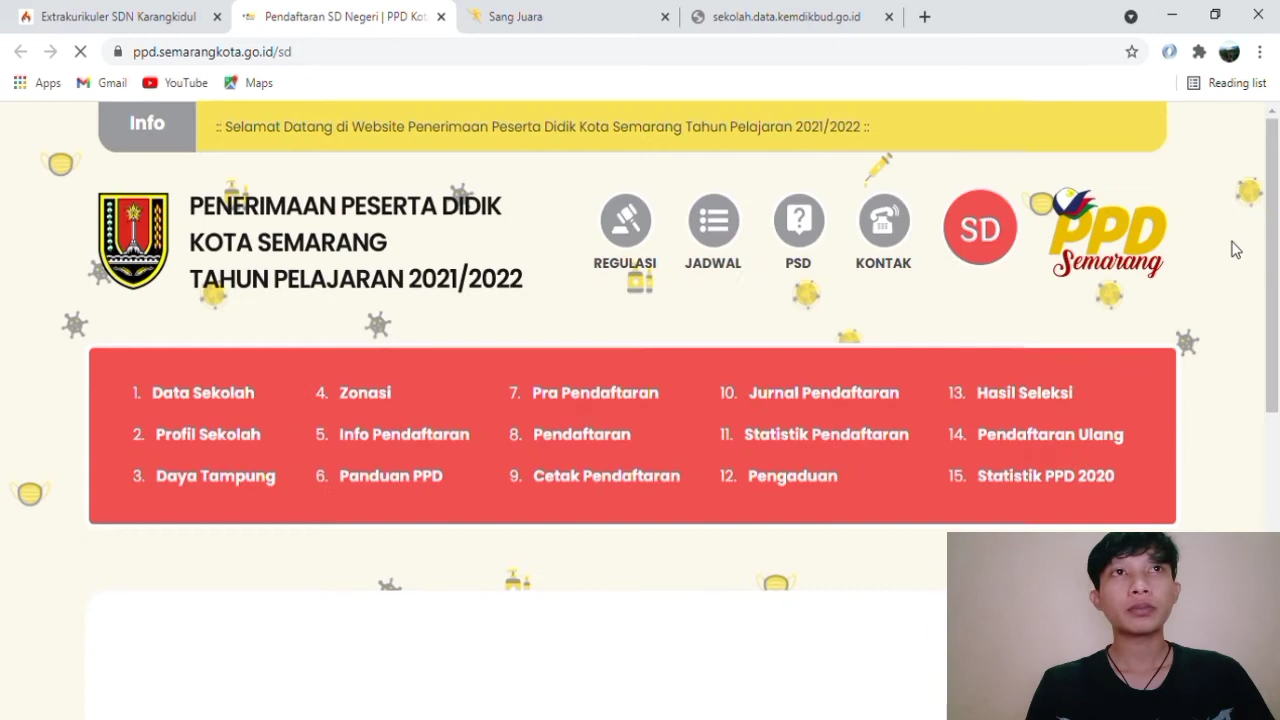 Extrakurikuler SDN Karangkidul
Pendaftaran SD Negeri | PPD Kot
Sang Juara
sekolah.data.kemdikbud.go.id
ppd.semarangkota.go.id/sd
Apps
Gmail
YouTube
Maps
Reading list
Info
:: Selamat Datang di Website Penerimaan Peserta Didik Kota Semarang Tahun Pelajaran 2021/2022 ::
PENERIMAAN PESERTA DIDIK
KOTA SEMARANG
TAHUN PELAJARAN 2021/2022
REGULASI
JADWAL
PSD
KONTAK
SD
PPD
Semarang
1. Data Sekolah
2. Profil Sekolah
3. Daya Tampung
4. Zonasi
5. Info Pendaftaran
6. Panduan PPD
7. Pra Pendaftaran
8. Pendaftaran
9. Cetak Pendaftaran
10. Jurnal Pendaftaran
11. Statistik Pendaftaran
12. Pengaduan
13. Hasil Seleksi
14. Pendaftaran Ulang
15. Statistik PPD 2020